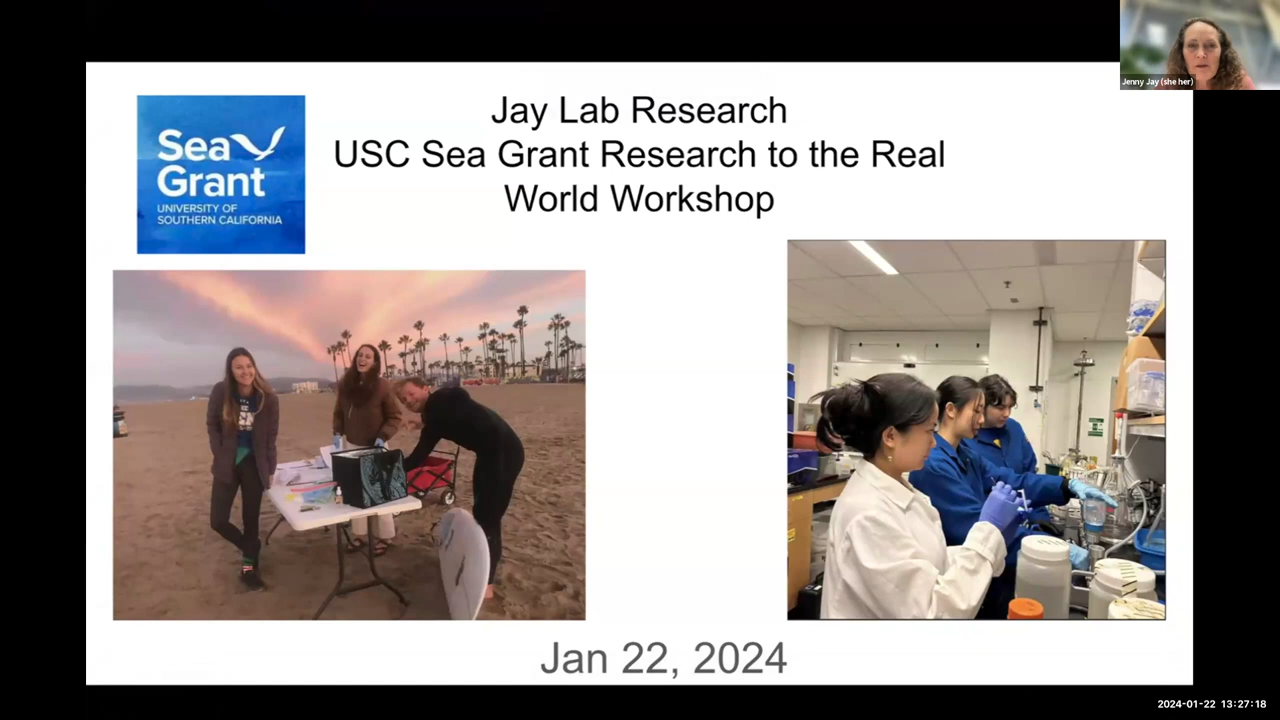 Jenny Jay (she her)
Sea
Grant
UNIVERSITY OF
SOUTHERN CALIFORNIA
Jay Lab Research
USC Sea Grant Research to the Real
World Workshop
Jan 22, 2024
2024-01-22 13:27:18